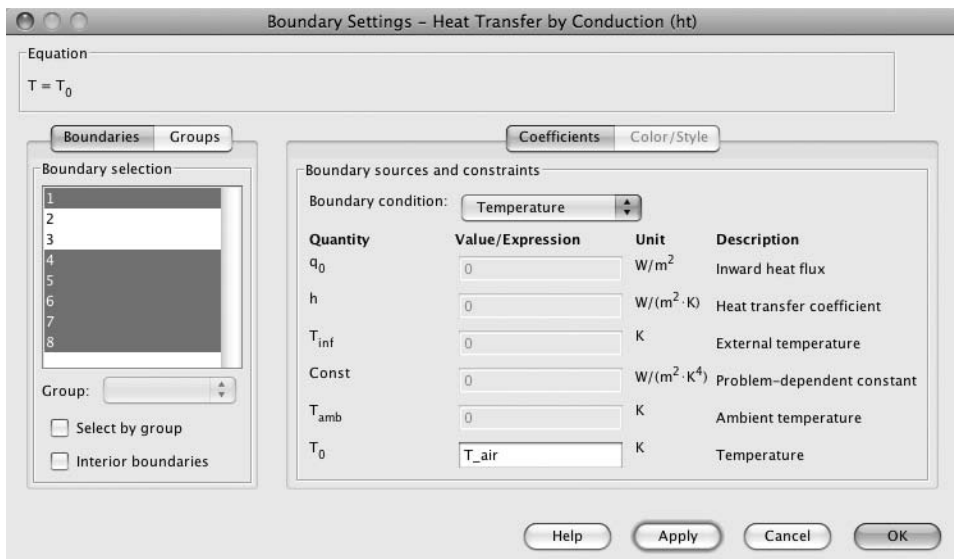 Boundary Settings – Heat Transfer by Conduction (ht)
Equation
T = T₀
Boundaries Groups
Boundary selection
1
2
3
4
5
6
7
8
Group:
Select by group
Interior boundaries
Coefficients Color/Style
Boundary sources and constraints
Boundary condition: Temperature
Quantity Value/Expression Unit Description
q₀ 0 W/m² Inward heat flux
h 0 W/(m²·K) Heat transfer coefficient
T_inf 0 K External temperature
Const 0 W/(m²·K⁴) Problem-dependent constant
T_amb 0 K Ambient temperature
T₀ T_air K Temperature
Help Apply Cancel OK